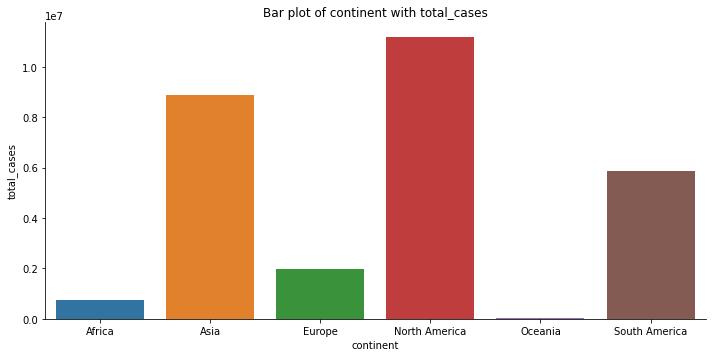 Bar plot of continent with total_cases
1e7
1.0
0.8
0.6
0.4
0.2
0.0
total_cases
Africa Asia Europe North America Oceania South America
continent